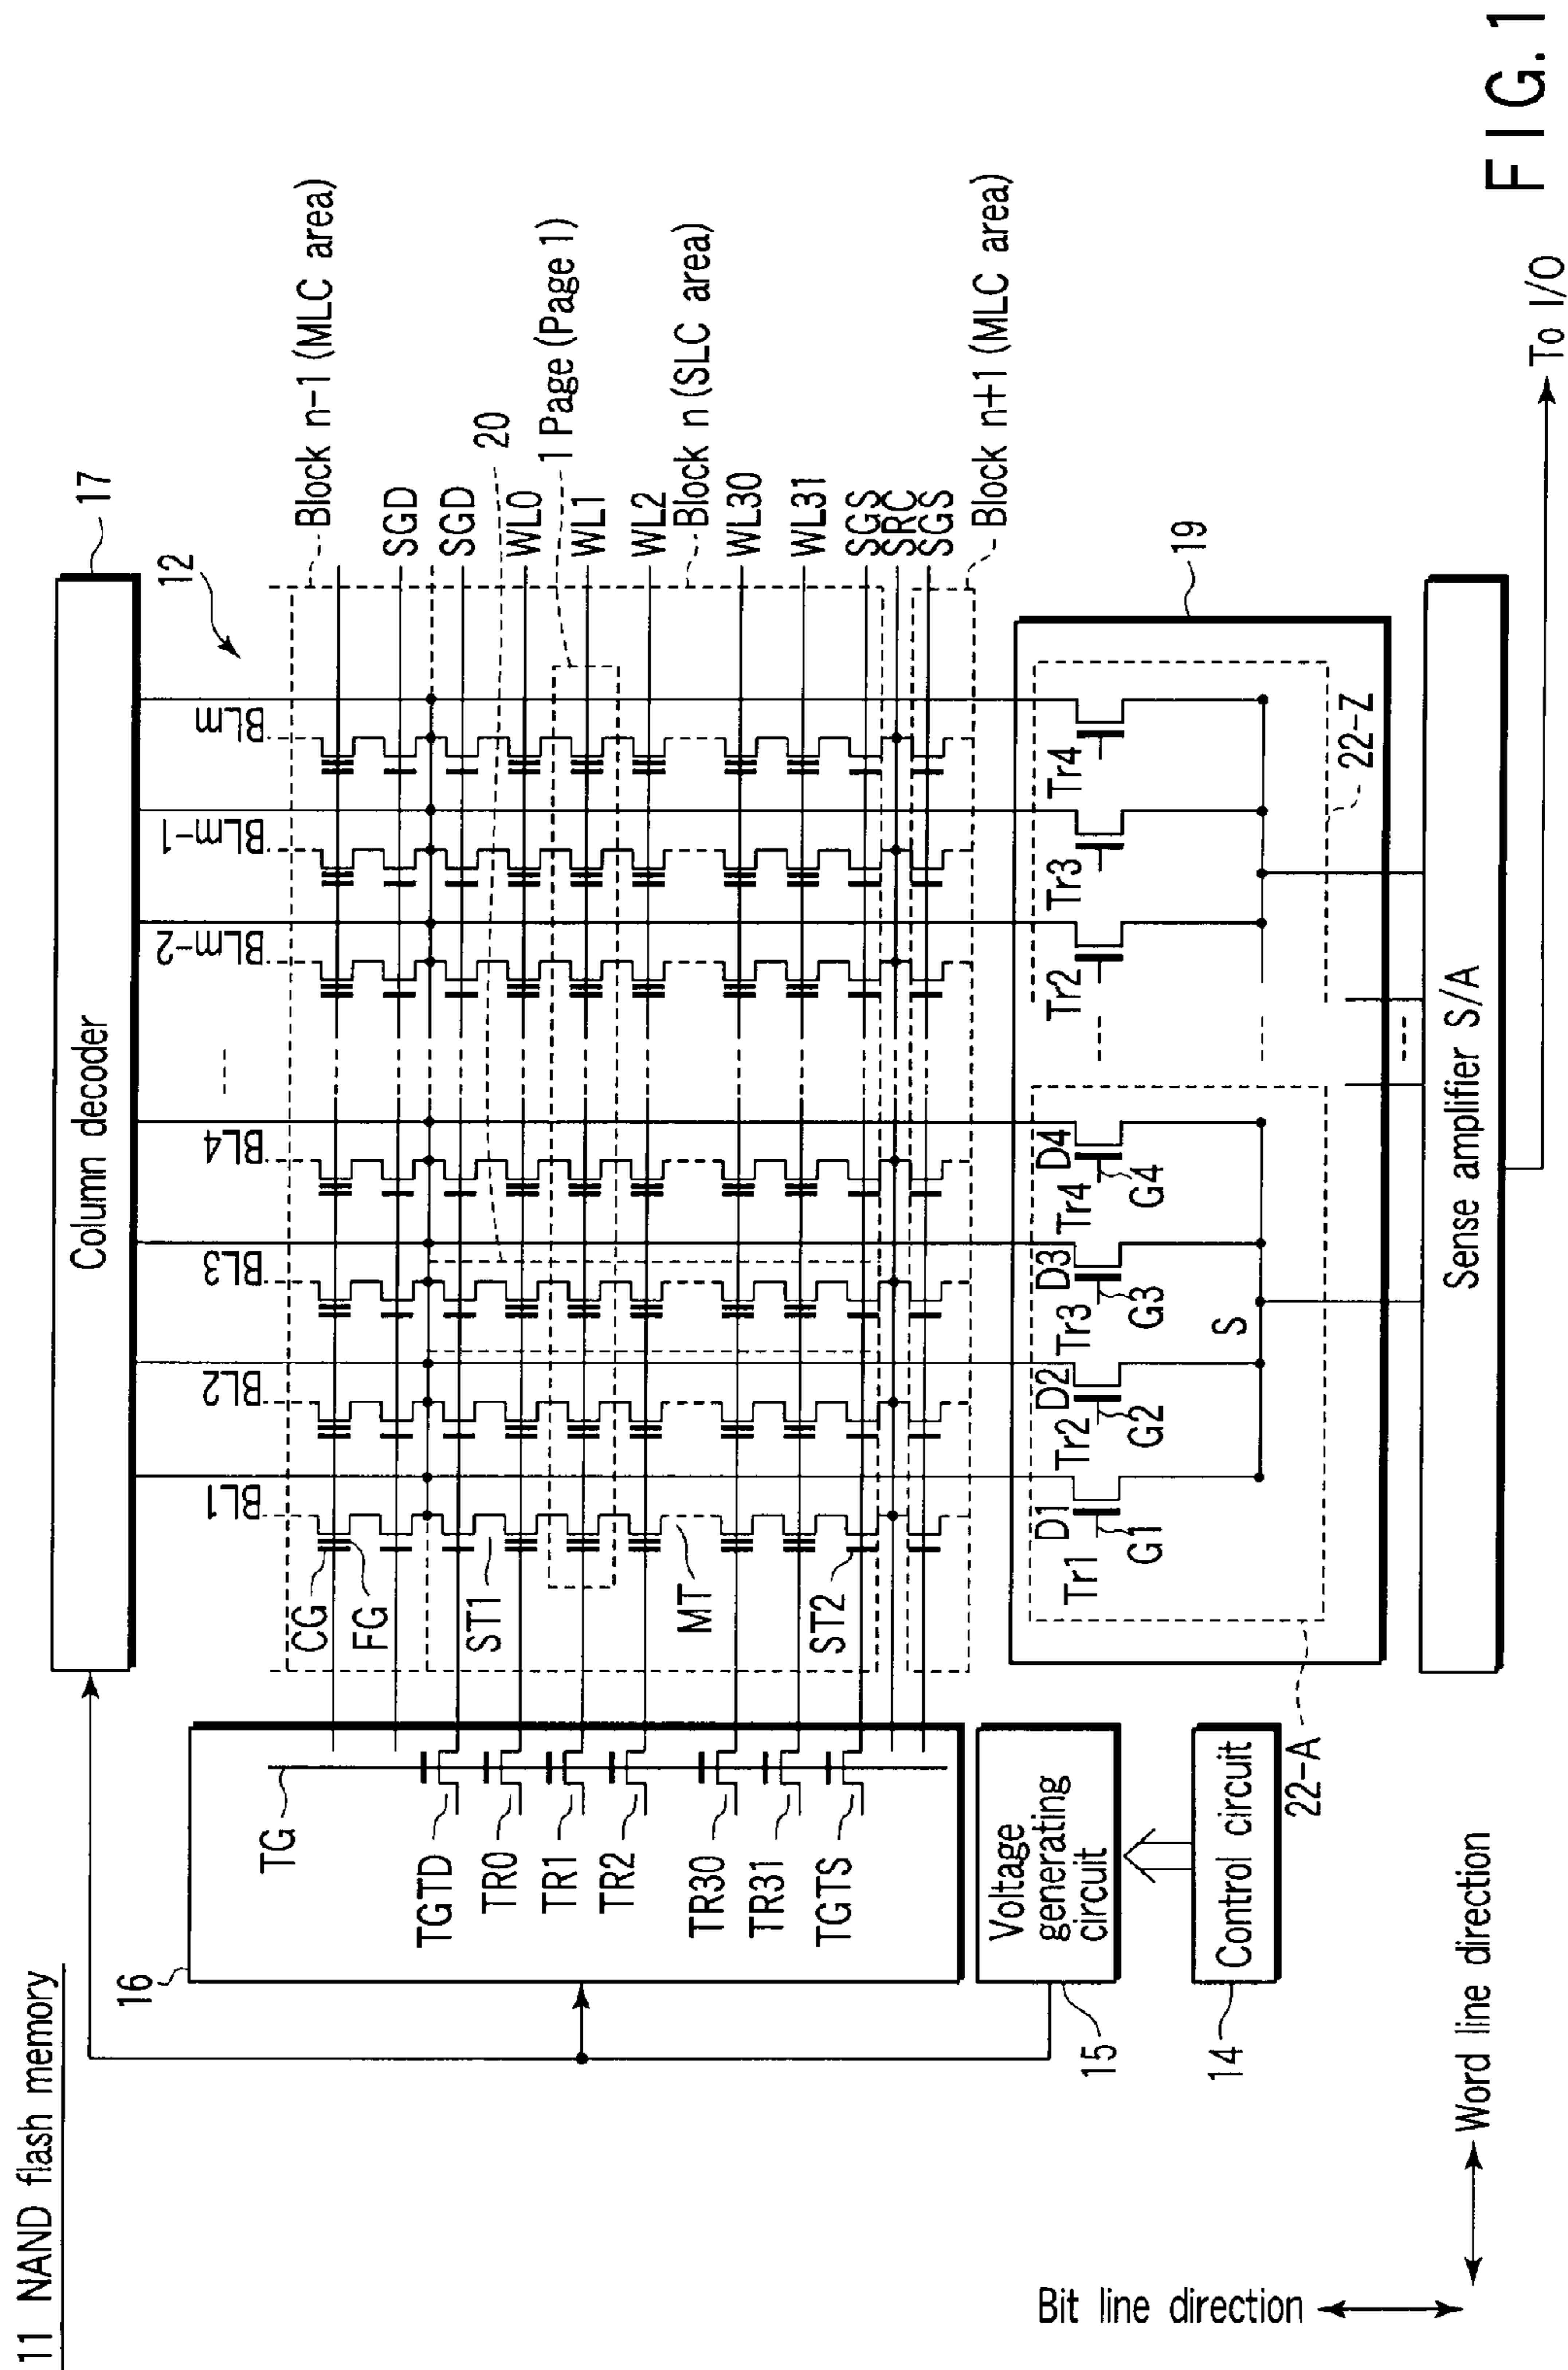 11 NAND flash memory
Column decoder
17
12
BL1
BL2
BL3
BL4
BLm-2
BLm-1
BLm
Block n-1 (MLC area)
SGD
SGD
20
WL0
1 Page (Page 1)
WL1
WL2
Block n (SLC area)
WL30
WL31
SGS
SRC
SGS
Block n+1 (MLC area)
CG
FG
ST1
MT
ST2
16
TG
TGTD
TR0
TR1
TR2
TR30
TR31
TGTS
Voltage
generating
circuit
15
Control circuit
14
19
D1
Tr1
G1
D2
Tr2
G2
D3
Tr3
G3
D4
Tr4
G4
S
Tr2
Tr3
Tr4
22-A
22-Z
Sense amplifier S/A
To I/O
Bit line direction
Word line direction
FIG. 1